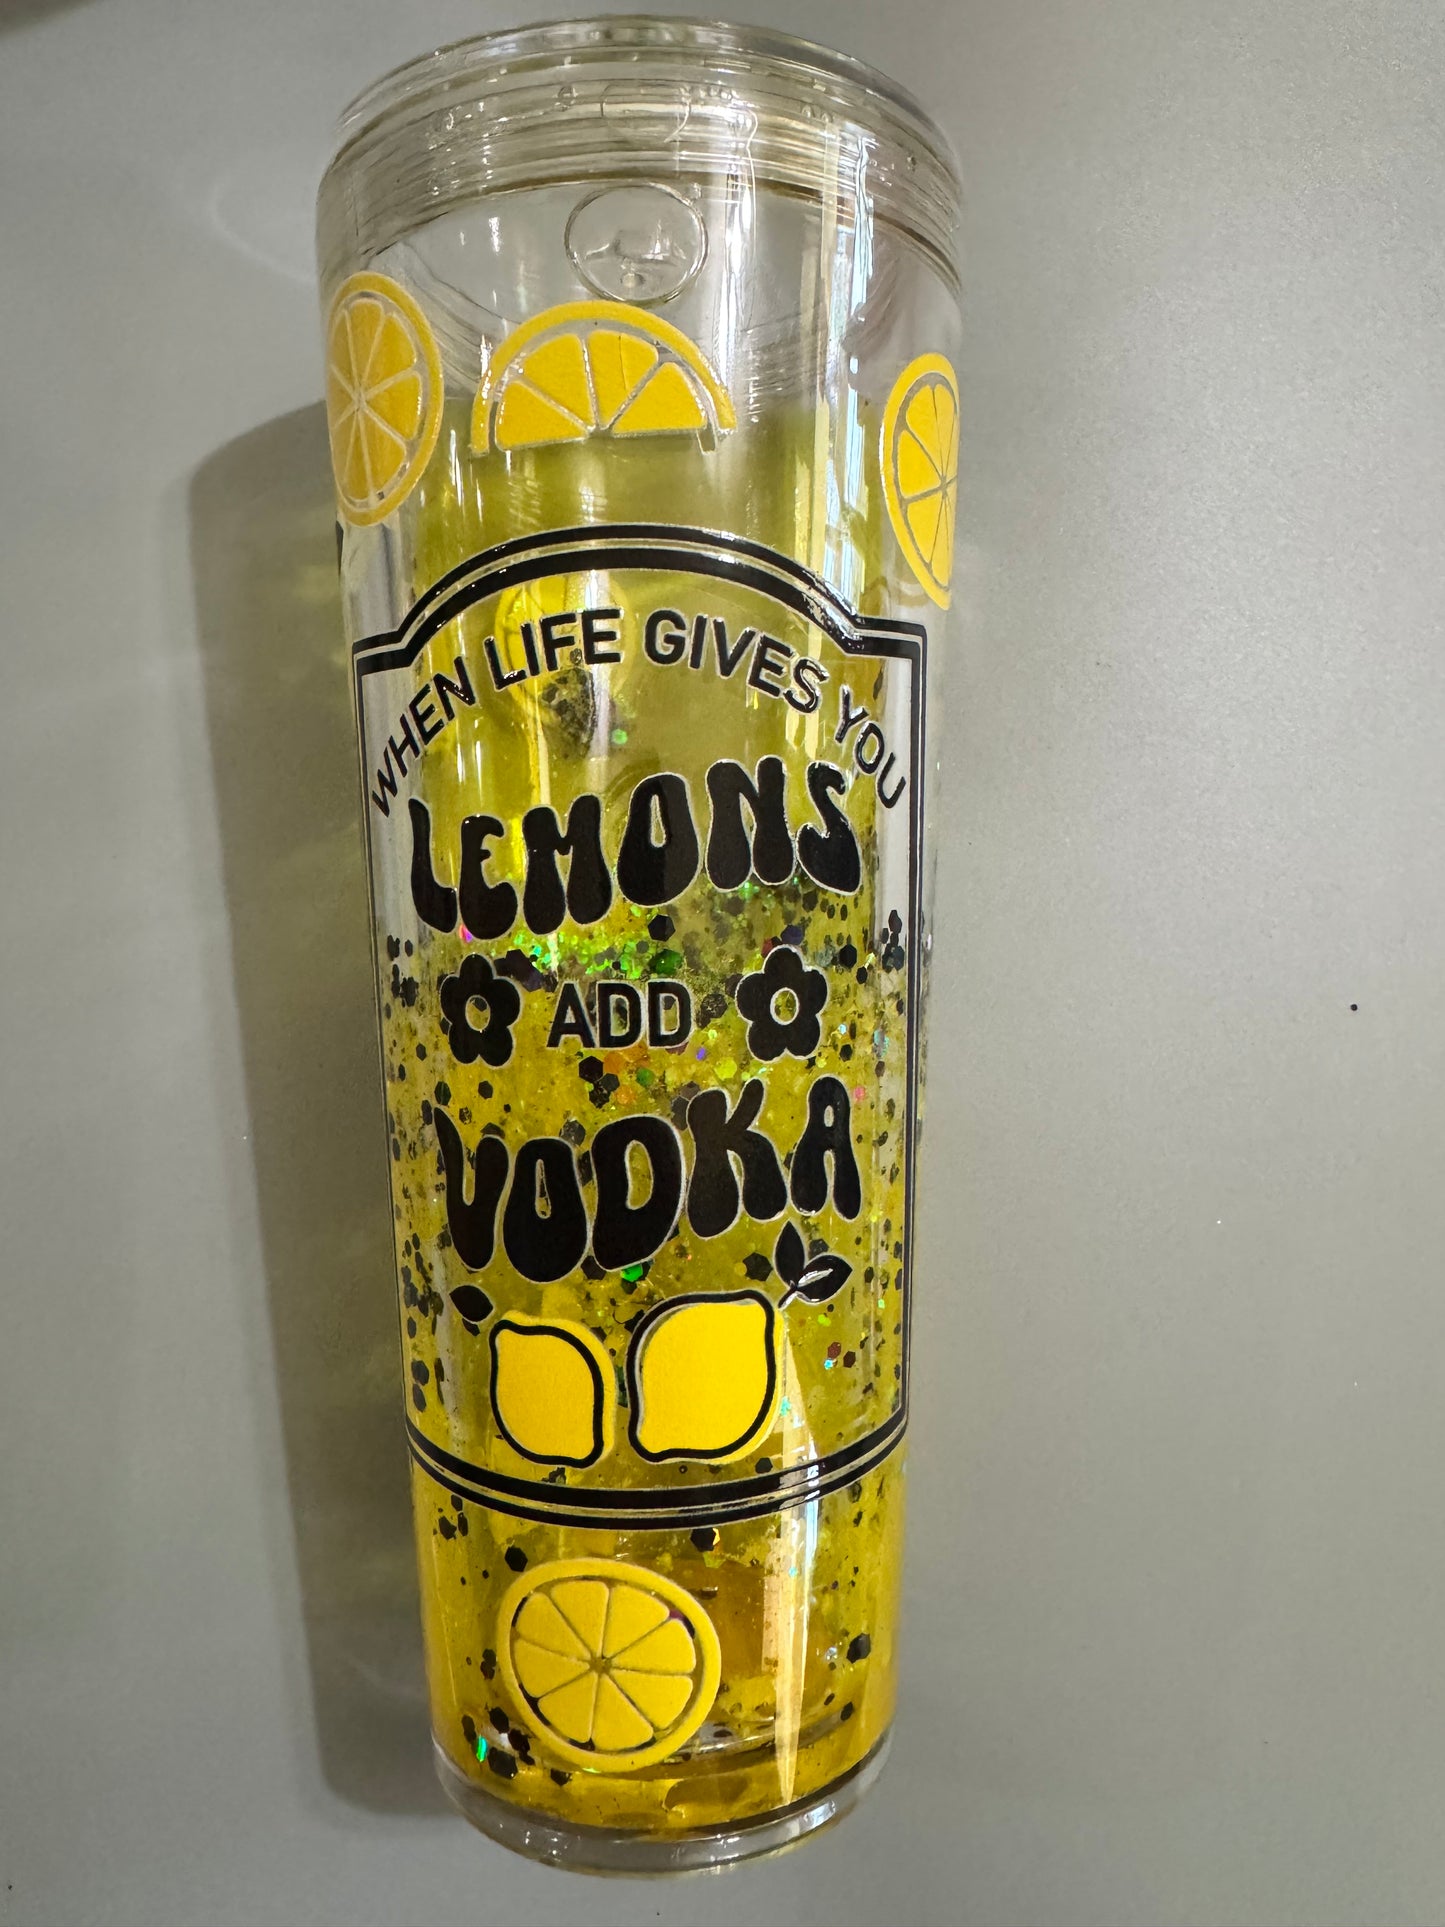 WHEN LIFE GIVES YOU
LEMONS
ADD
VODKA